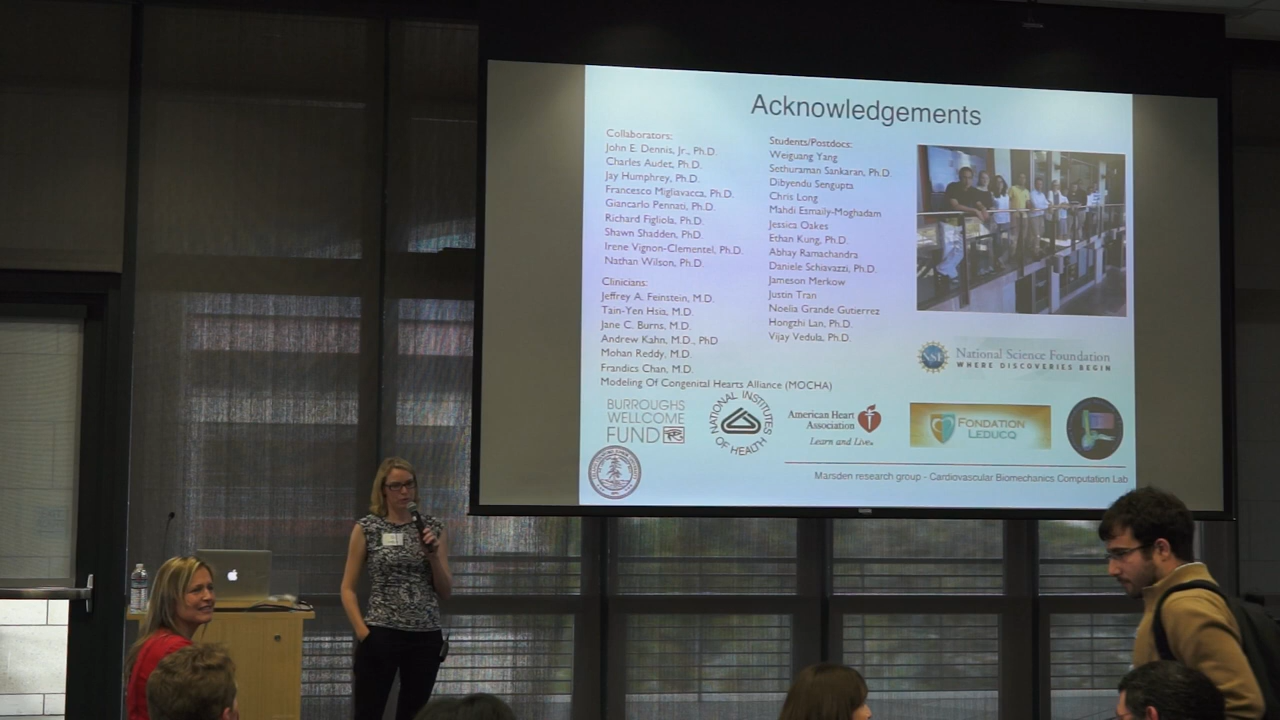 Acknowledgements
Collaborators:
John E. Dennis, Jr., Ph.D.
Charles Audet, Ph.D.
Jay Humphrey, Ph.D.
Francesco Migliavacca, Ph.D.
Giancarlo Pennati, Ph.D.
Richard Figliola, Ph.D.
Shawn Shadden, PhD.
Irene Vignon-Clementel, Ph.D.
Nathan Wilson, Ph.D.
Clinicians:
Jeffrey A. Feinstein, M.D.
Tain-Yen Hsia, M.D.
Jane C. Burns, M.D.
Andrew Kahn, M.D., PhD
Mohan Reddy, M.D.
Frandics Chan, M.D.
Modeling Of Congenital Hearts Alliance (MOCHA)
Students/Postdocs:
Weiguang Yang
Sethuraman Sankaran, Ph.D.
Dibyendu Sengupta
Chris Long
Mahdi Esmaily-Moghadam
Jessica Oakes
Ethan Kung, Ph.D.
Abhay Ramachandra
Daniele Schiavazzi, Ph.D.
Jameson Merkow
Justin Tran
Noelia Grande Gutierrez
Hongzhi Lan, Ph.D.
Vijay Vedula, Ph.D.
NSF
National Science Foundation
WHERE DISCOVERIES BEGIN
BURROUGHS
WELLCOME
FUND
NATIONAL INSTITUTES
OF HEALTH
American Heart
Association
Learn and Live
FONDATION
LEDUCQ
Marsden research group - Cardiovascular Biomechanics Computation Lab